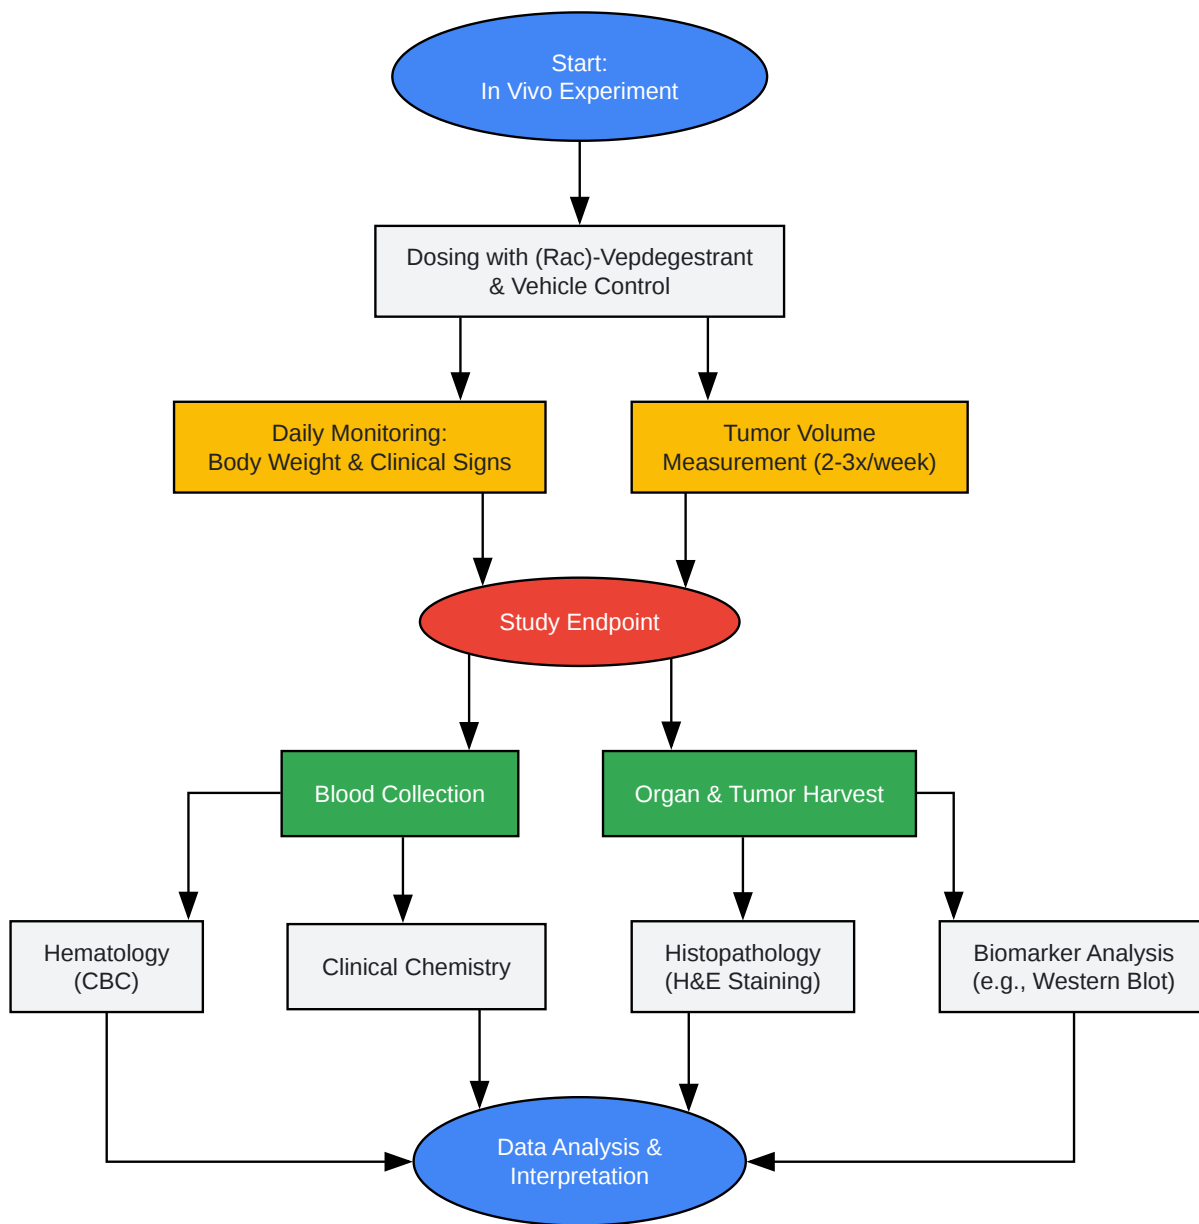 Start:
In Vivo Experiment
Dosing with (Rac)-Vepdegestrant
& Vehicle Control
Daily Monitoring:
Body Weight & Clinical Signs
Tumor Volume
Measurement (2-3x/week)
Study Endpoint
Blood Collection
Organ & Tumor Harvest
Hematology
(CBC)
Clinical Chemistry
Histopathology
(H&E Staining)
Biomarker Analysis
(e.g., Western Blot)
Data Analysis &
Interpretation